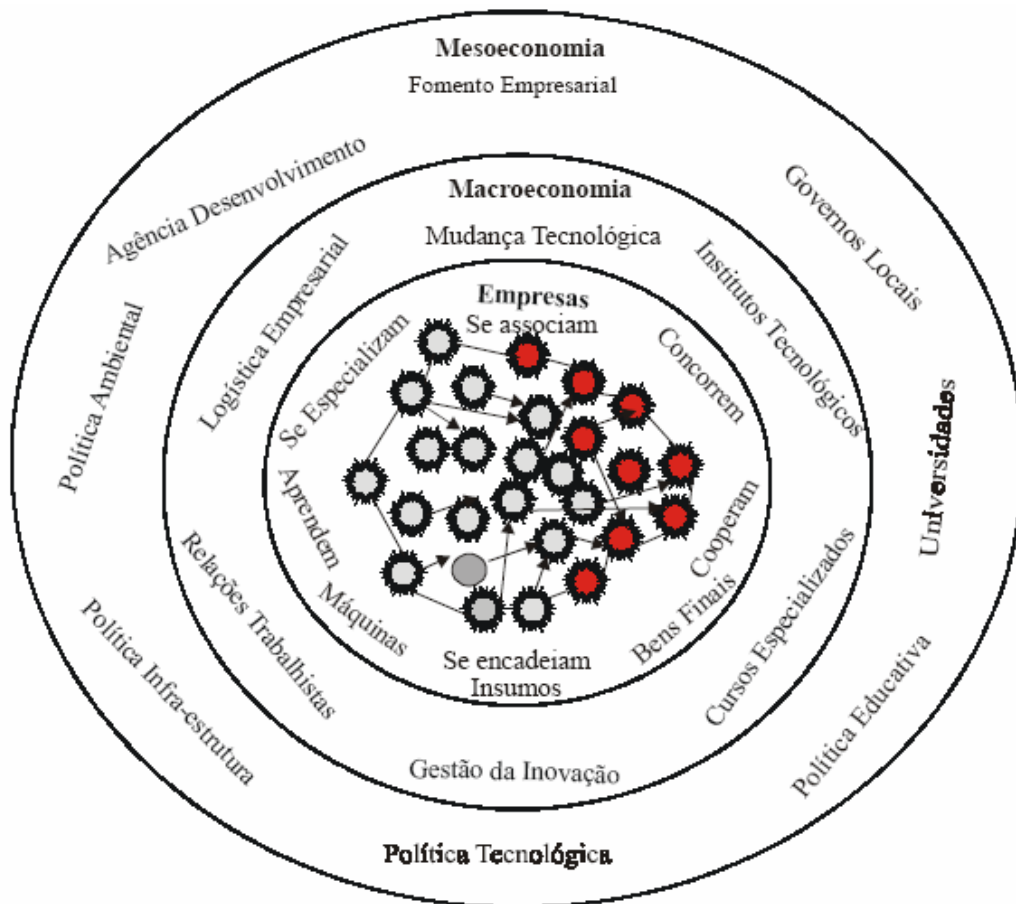 Mesoeconomia
Fomento Empresarial
Agência Desenvolvimento
Governos Locais
Política Ambiental
Universidades
Política Infra-estrutura
Política Educativa
Política Tecnológica
Macroeconomia
Mudança Tecnológica
Logística Empresarial
Institutos Tecnológicos
Relações Trabalhistas
Cursos Especializados
Gestão da Inovação
Empresas
Se associam
Se Especializam
Concorrem
Aprendem
Cooperam
Máquinas
Bens Finais
Se encadeiam
Insumos